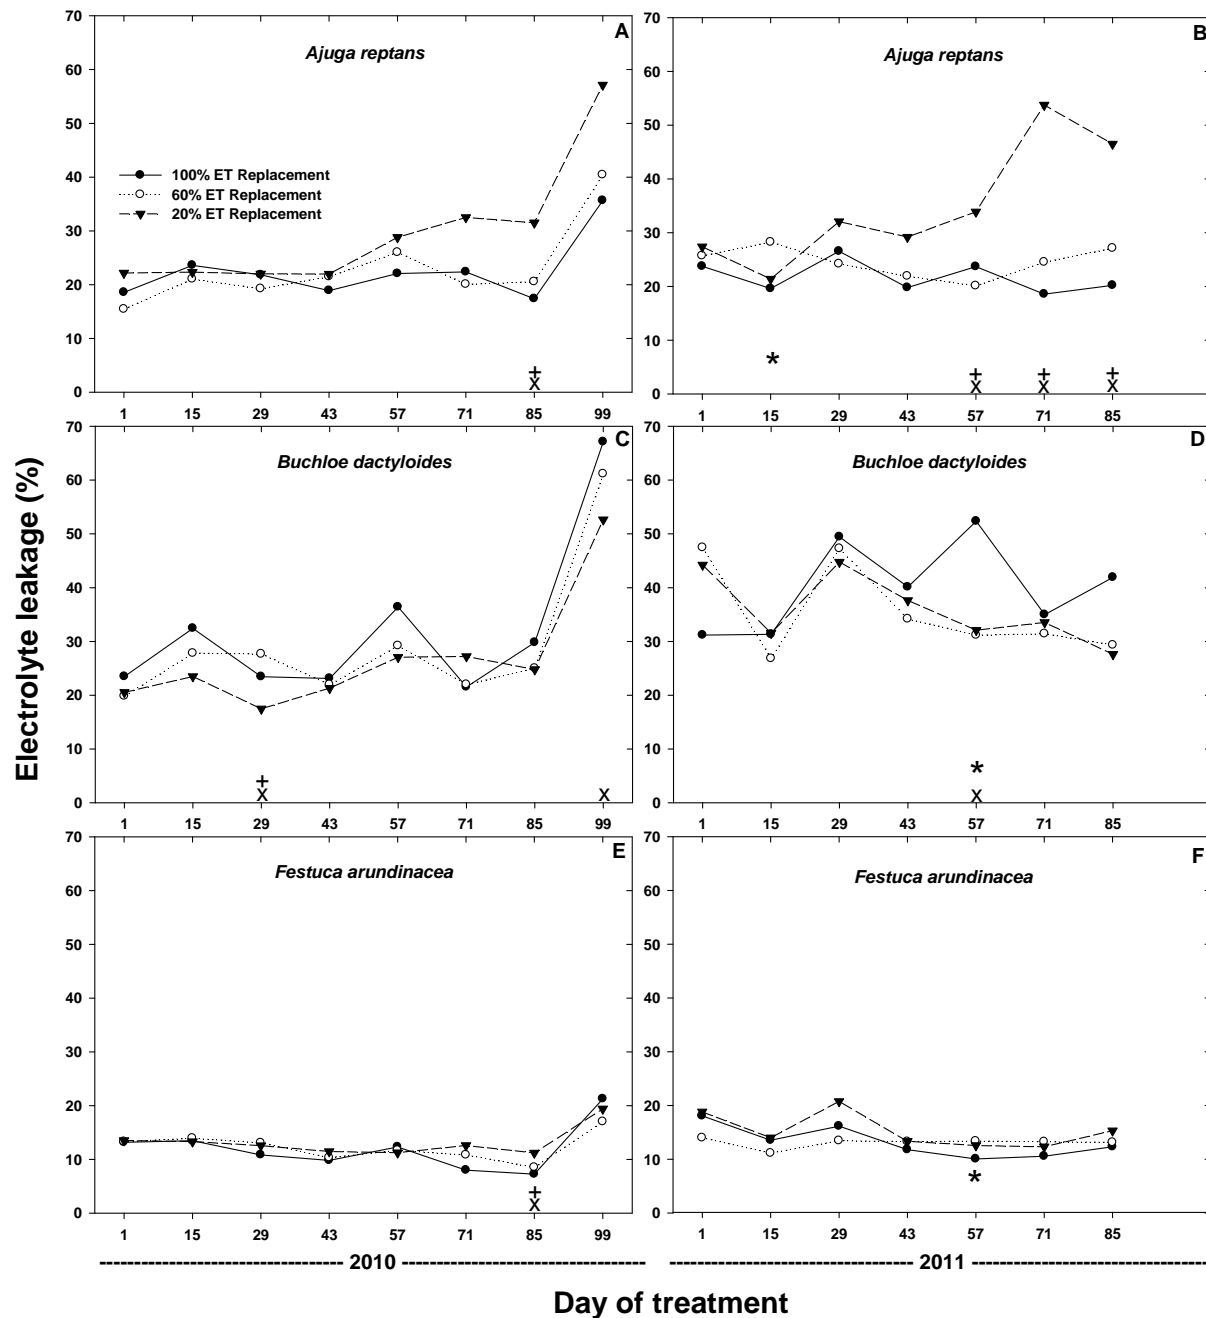 A
Ajuga reptans
100% ET Replacement
60% ET Replacement
20% ET Replacement
70
60
50
40
30
20
10
0
+
X
1 15 29 43 57 71 85 99
B
Ajuga reptans
70
60
50
40
30
20
10
0
*
+ + +
X X X
1 15 29 43 57 71 85
C
Buchloe dactyloides
70
60
50
40
30
20
10
0
+
X X
1 15 29 43 57 71 85 99
D
Buchloe dactyloides
70
60
50
40
30
20
10
0
*
X
1 15 29 43 57 71 85
E
Festuca arundinacea
70
60
50
40
30
20
10
0
+
X
1 15 29 43 57 71 85 99
F
Festuca arundinacea
70
60
50
40
30
20
10
0
*
1 15 29 43 57 71 85
Electrolyte leakage (%)
2010
2011
Day of treatment